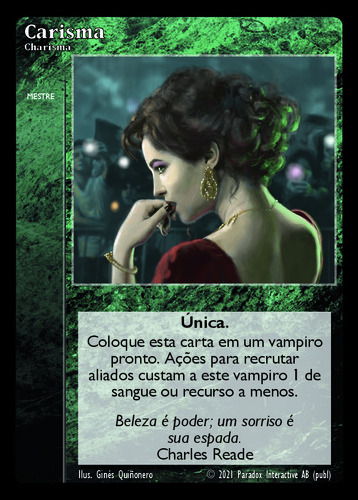 Carisma
Charisma
MESTRE
Única.
Coloque esta carta em um vampiro
pronto. Ações para recrutar
aliados custam a este vampiro 1 de
sangue ou recurso a menos.
Beleza é poder; um sorriso é
sua espada.
Charles Reade
Ilus. Ginés Quiñonero © 2021 Paradox Interactive AB (publ)